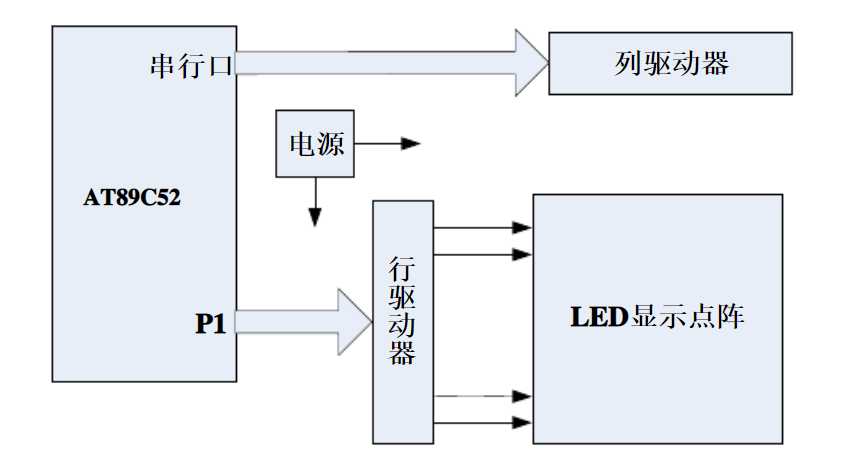 串行口
列驱动器
电源
AT89C52
行驱动器
P1
LED显示点阵